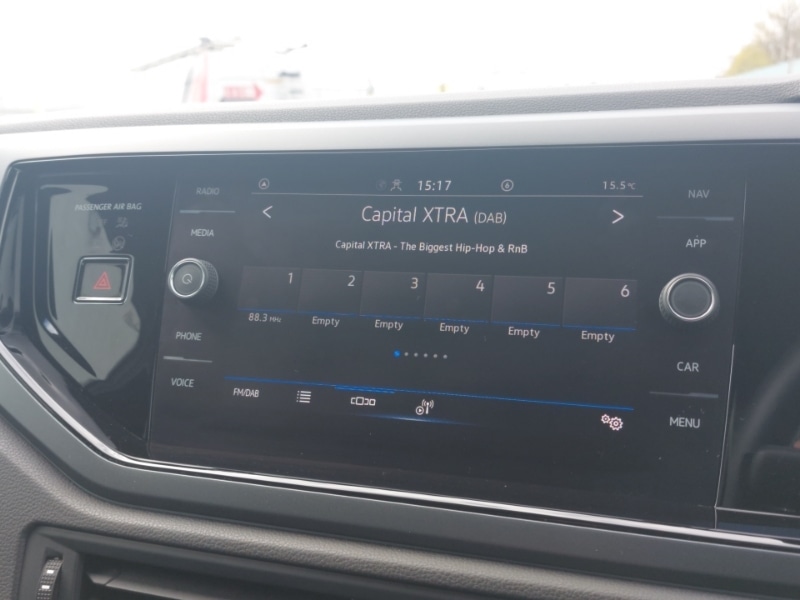 PASSENGER AIR BAG
RADIO
MEDIA
PHONE
VOICE
15:17
15.5°C
Capital XTRA (DAB)
Capital XTRA - The Biggest Hip-Hop & RnB
1 2 3 4 5 6
88.3 MHz Empty Empty Empty Empty Empty
FM/DAB
NAV
APP
CAR
MENU